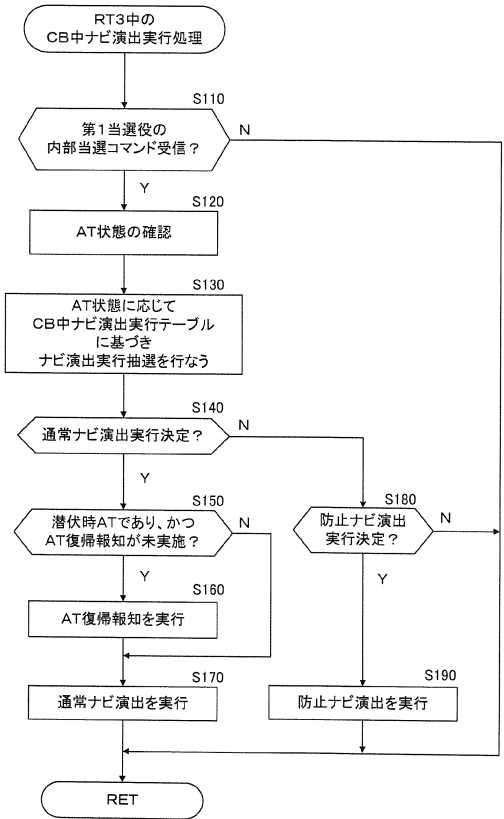 RT3中の
CB中ナビ演出実行処理
S110
第1当選役の
内部当選コマンド受信？
N
Y
S120
AT状態の確認
S130
AT状態に応じて
CB中ナビ演出実行テーブル
に基づき
ナビ演出実行抽選を行なう
S140
通常ナビ演出実行決定？
N
Y
S150
潜伏時ATであり、かつ
AT復帰報知が未実施？
N
Y
S180
防止ナビ演出
実行決定？
N
Y
S160
AT復帰報知を実行
S170
通常ナビ演出を実行
S190
防止ナビ演出を実行
RET